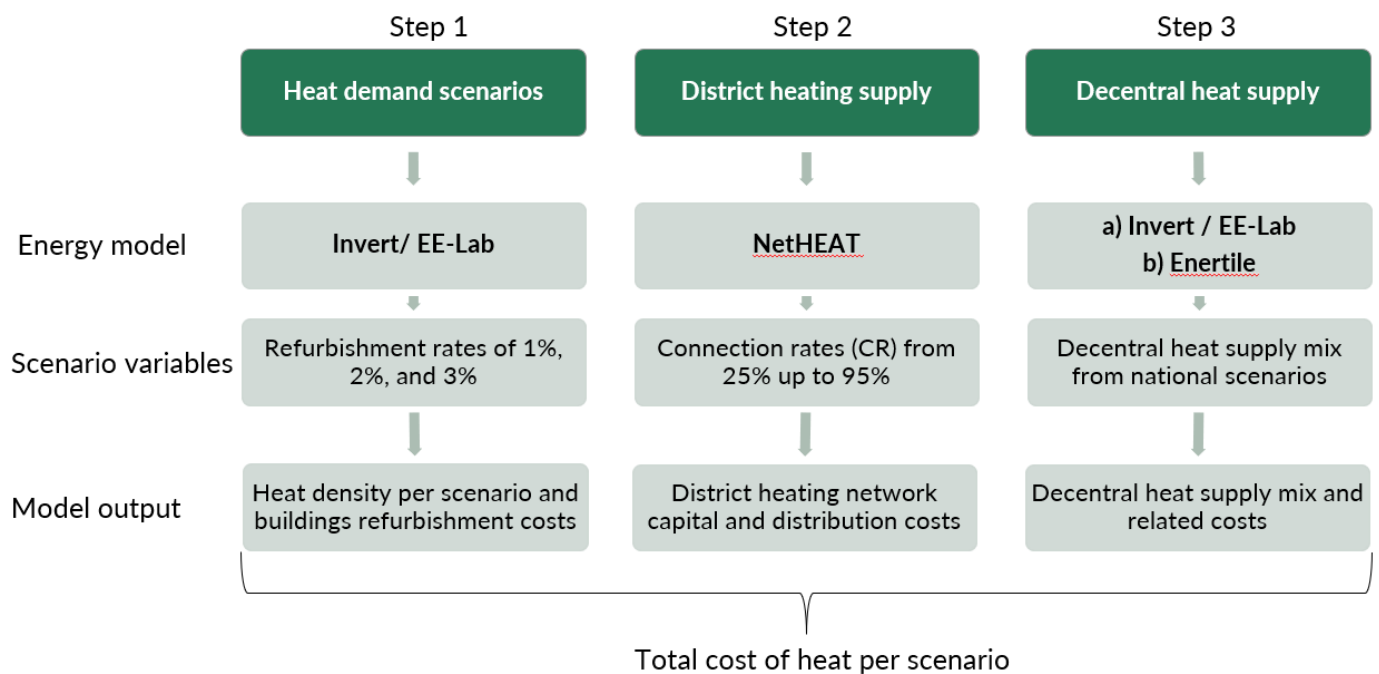 Step 1
Step 2
Step 3
Heat demand scenarios
District heating supply
Decentral heat supply
Energy model
Invert/ EE-Lab
NetHEAT
a) Invert / EE-Lab
b) Enertile
Scenario variables
Refurbishment rates of 1%,
2%, and 3%
Connection rates (CR) from
25% up to 95%
Decentral heat supply mix
from national scenarios
Model output
Heat density per scenario and
buildings refurbishment costs
District heating network
capital and distribution costs
Decentral heat supply mix and
related costs
Total cost of heat per scenario